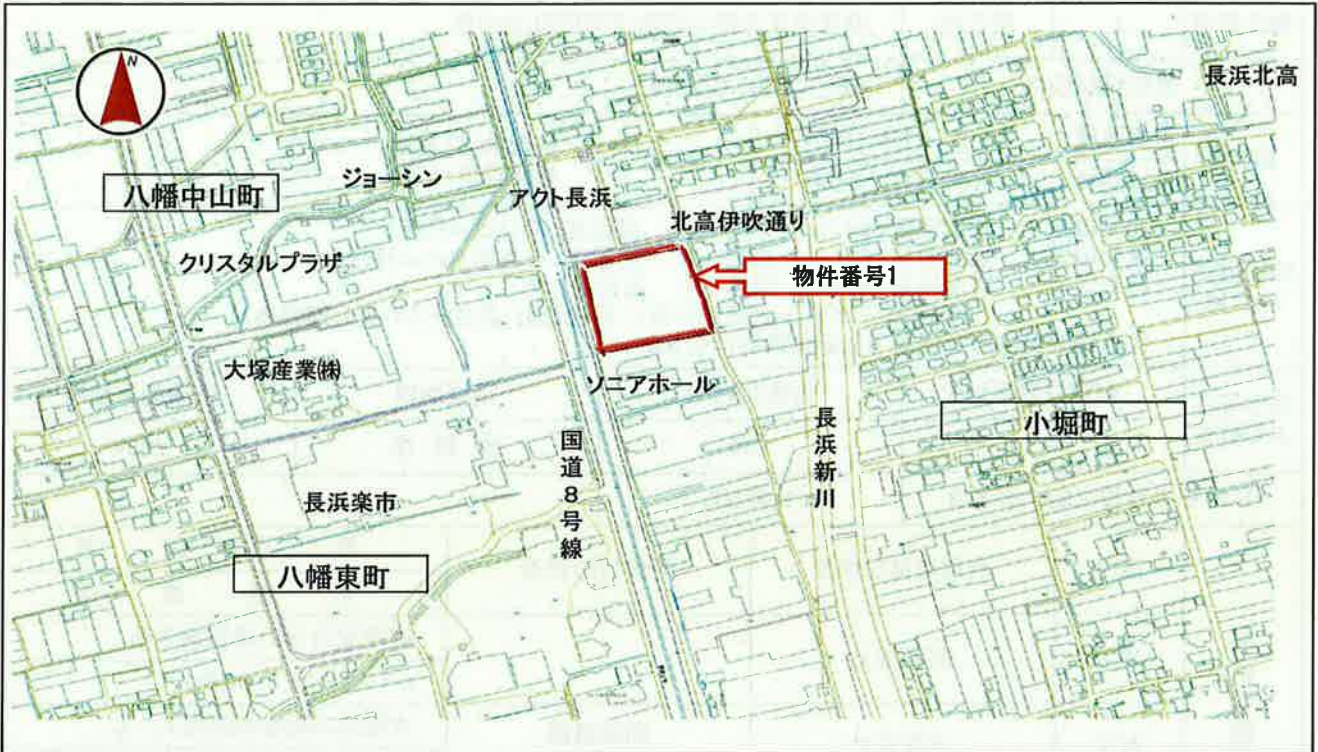 N
長浜北高
八幡中山町
ジョーシン
アクト長浜
北高伊吹通り
クリスタルプラザ
物件番号1
大塚産業㈱
ソニアホール
小堀町
長浜新川
国道8号線
長浜楽市
八幡東町